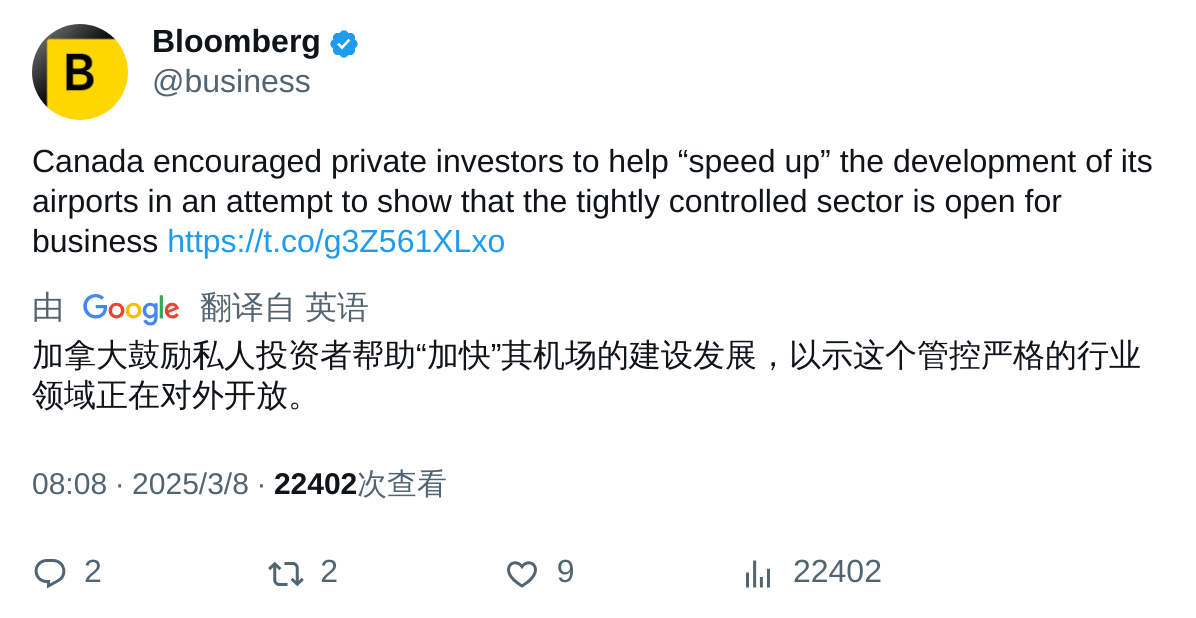 B
Bloomberg
@business
Canada encouraged private investors to help “speed up” the development of its
airports in an attempt to show that the tightly controlled sector is open for
business https://t.co/g3Z561XLxo
由 Google 翻译自 英语
加拿大鼓励私人投资者帮助“加快”其机场的建设发展，以示这个管控严格的行业
领域正在对外开放。
08:08 · 2025/3/8 · 22402次查看
2 2 9 22402